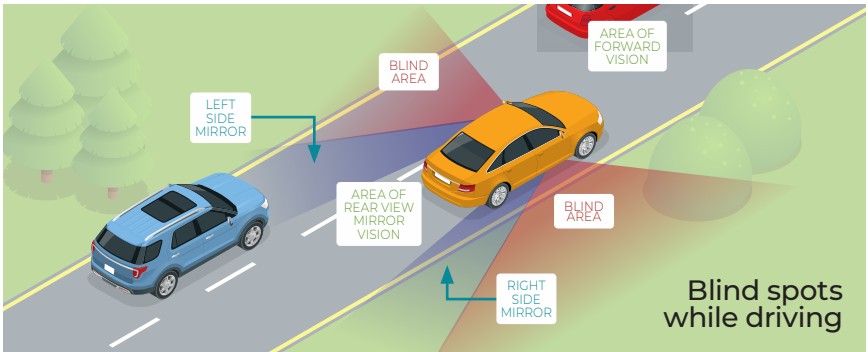 AREA OF
FORWARD
VISION
BLIND
AREA
LEFT
SIDE
MIRROR
AREA OF
REAR VIEW
MIRROR
VISION
BLIND
AREA
RIGHT
SIDE
MIRROR
Blind spots
while driving